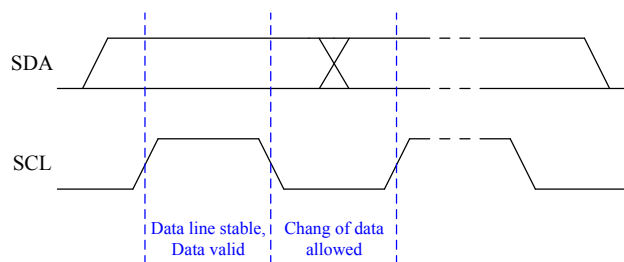 SDA
SCL
Data line stable,
Data valid
Chang of data
allowed